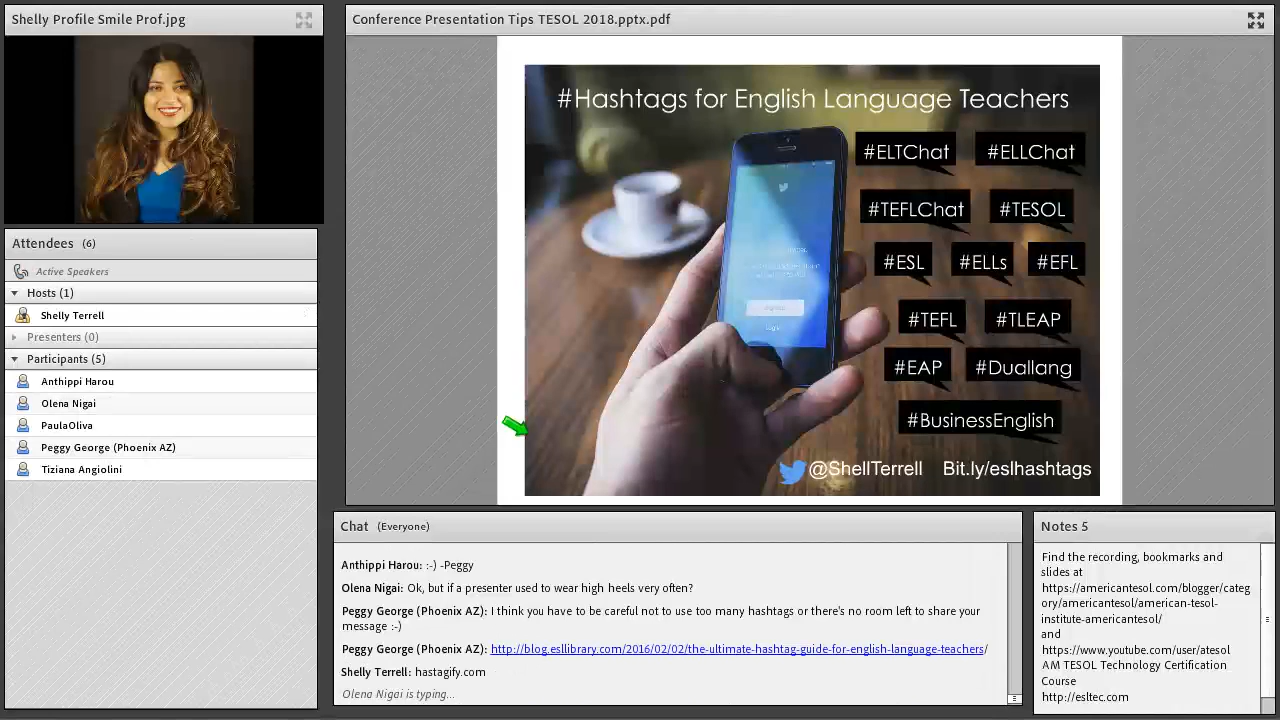 Shelly Profile Smile Prof.jpg
Attendees (6)
Active Speakers
Hosts (1)
Shelly Terrell
Presenters (0)
Participants (5)
Anthippi Harou
Olena Nigai
PaulaOliva
Peggy George (Phoenix AZ)
Tiziana Angiolini
Conference Presentation Tips TESOL 2018.pptx.pdf
#Hashtags for English Language Teachers
#ELTChat #ELLChat
#TEFLChat #TESOL
#ESL #ELLs #EFL
#TEFL #TLEAP
#EAP #Duallang
#BusinessEnglish
@ShellTerrell Bit.ly/eslhashtags
Log in
Chat (Everyone)
Anthippi Harou: :-) -Peggy
Olena Nigai: Ok, but if a presenter used to wear high heels very often?
Peggy George (Phoenix AZ): I think you have to be careful not to use too many hashtags or there's no room left to share your
message :-)
Peggy George (Phoenix AZ): http://blog.esllibrary.com/2016/02/02/the-ultimate-hashtag-guide-for-english-language-teachers/
Shelly Terrell: hastagify.com
Olena Nigai is typing...
Notes 5
Find the recording, bookmarks and
slides at
https://americantesol.com/blogger/categ
ory/americantesol/american-tesol-
institute-americantesol/
and
https://www.youtube.com/user/atesol
AM TESOL Technology Certification
Course
http://esltec.com